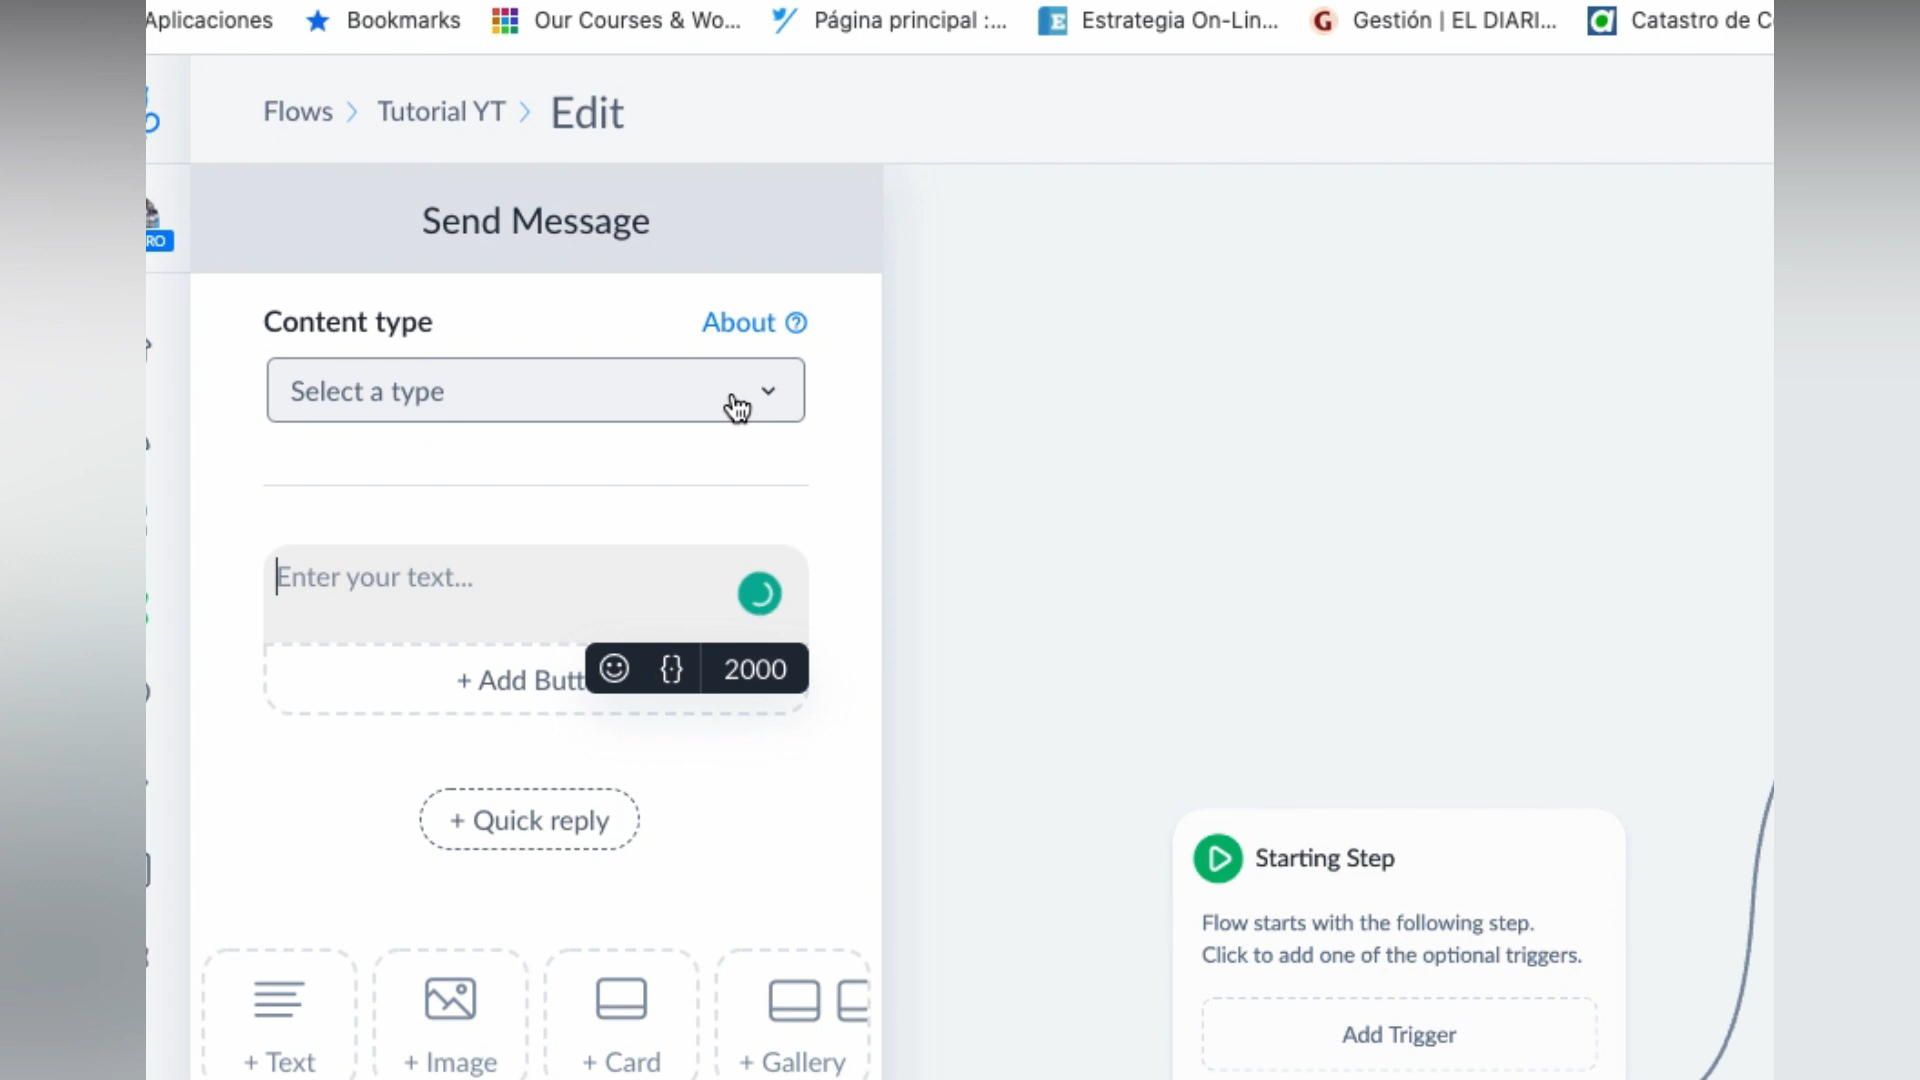 Aplicaciones Bookmarks Our Courses & Wo... Página principal :... Estrategia On-Lin... Gestión | EL DIARI... Catastro de C
Flows > Tutorial YT > Edit
Send Message
RO
Content type About
Select a type
Enter your text...
+ Add Butt
2000
+ Quick reply
Starting Step
Flow starts with the following step.
Click to add one of the optional triggers.
Add Trigger
+ Text + Image + Card + Gallery